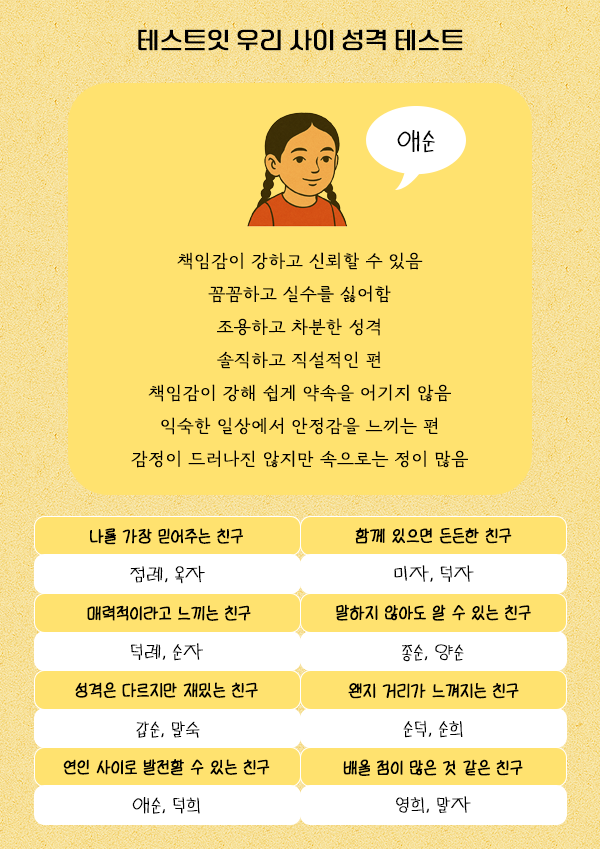 테스트잇 우리 사이 성격 테스트
애순
책임감이 강하고 신뢰할 수 있음
꼼꼼하고 실수를 싫어함
조용하고 차분한 성격
솔직하고 직설적인 편
책임감이 강해 쉽게 약속을 어기지 않음
익숙한 일상에서 안정감을 느끼는 편
감정이 드러나진 않지만 속으로는 정이 많음
나를 가장 믿어주는 친구
함께 있으면 든든한 친구
점례, 옥자
미자, 덕자
매력적이라고 느끼는 친구
말하지 않아도 알 수 있는 친구
덕례, 순자
종순, 양순
성격은 다르지만 재밌는 친구
왠지 거리가 느껴지는 친구
갑순, 말숙
순덕, 순희
연인 사이로 발전할 수 있는 친구
배울 점이 많은 것 같은 친구
애순, 덕희
영희, 말자